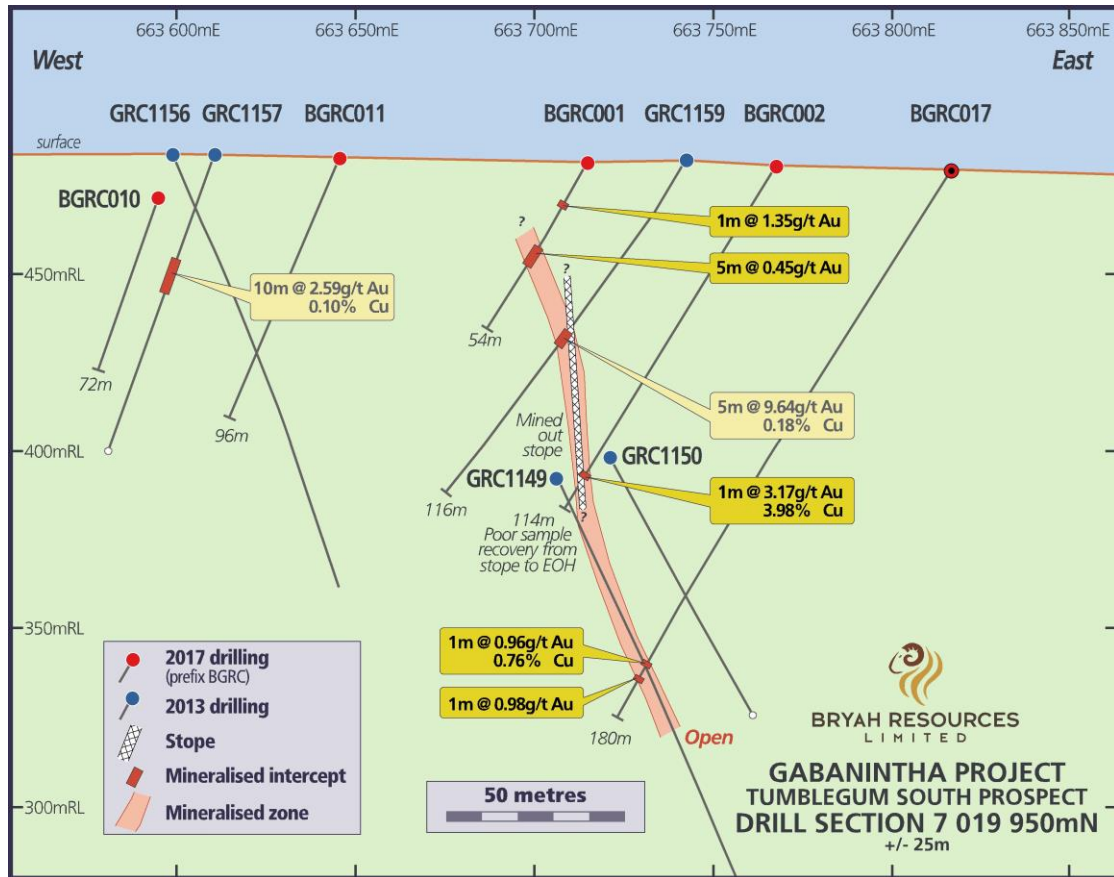 663 600mE
663 650mE
663 700mE
663 750mE
663 800mE
663 850mE
West
East
GRC1156
GRC1157
BGRC011
BGRC001
GRC1159
BGRC002
BGRC017
surface
BGRC010
1m @ 1.35g/t Au
?
450mRL
5m @ 0.45g/t Au
?
10m @ 2.59g/t Au
0.10% Cu
54m
72m
5m @ 9.64g/t Au
0.18% Cu
96m
Mined
out
stope
400mRL
GRC1150
GRC1149
116m
1m @ 3.17g/t Au
3.98% Cu
?
114m
Poor sample
recovery from
stope to EOH
350mRL
1m @ 0.96g/t Au
0.76% Cu
1m @ 0.98g/t Au
180m
Open
2017 drilling
(prefix BGRC)
2013 drilling
Stope
Mineralised intercept
Mineralised zone
300mRL
50 metres
BRYAH RESOURCES
LIMITED
GABANINTHA PROJECT
TUMBLEGUM SOUTH PROSPECT
DRILL SECTION 7 019 950mN
+/- 25m